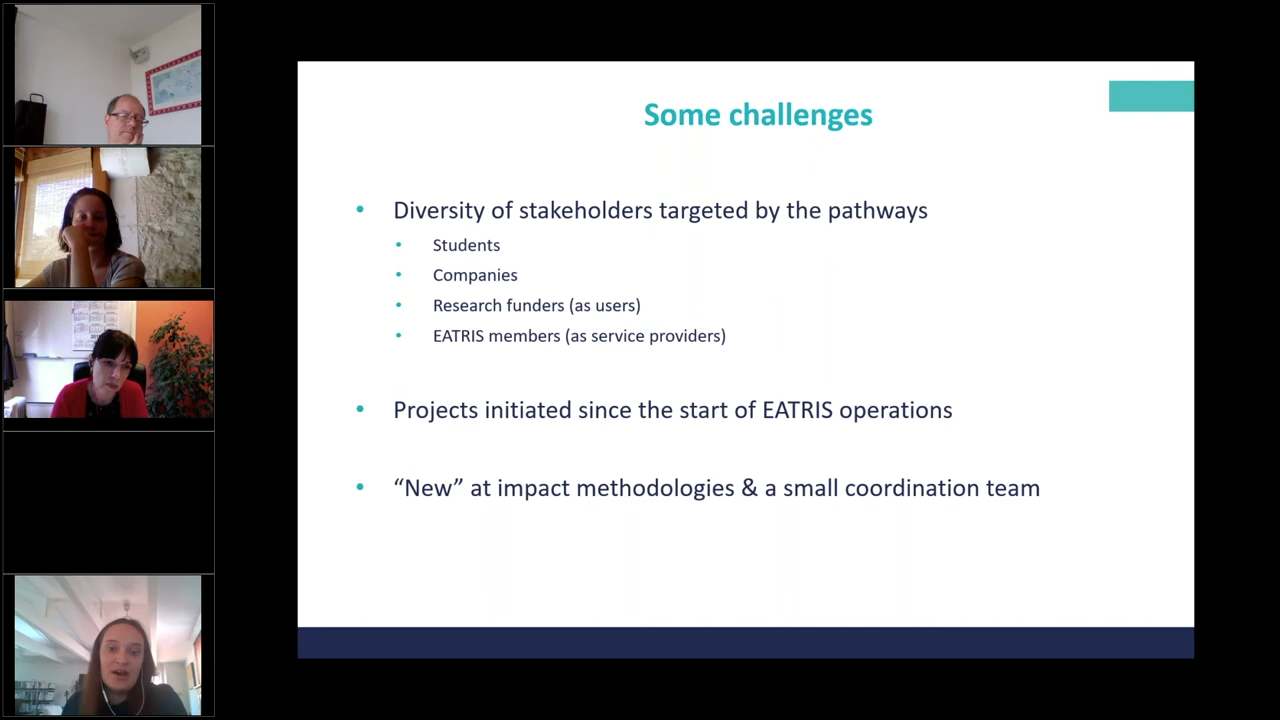 Some challenges
• Diversity of stakeholders targeted by the pathways
• Students
• Companies
• Research funders (as users)
• EATRIS members (as service providers)
• Projects initiated since the start of EATRIS operations
• “New” at impact methodologies & a small coordination team